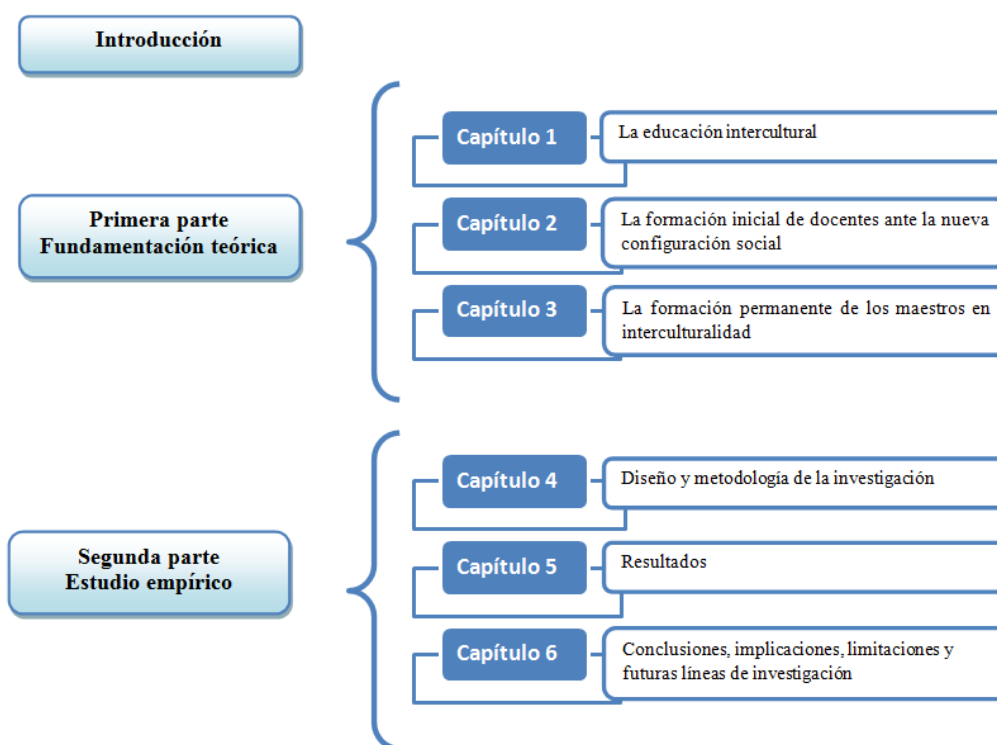 Introducción
Primera parte
Fundamentación teórica
Capítulo 1
La educación intercultural
Capítulo 2
La formación inicial de docentes ante la nueva
configuración social
Capítulo 3
La formación permanente de los maestros en
interculturalidad
Segunda parte
Estudio empírico
Capítulo 4
Diseño y metodología de la investigación
Capítulo 5
Resultados
Capítulo 6
Conclusiones, implicaciones, limitaciones y
futuras líneas de investigación